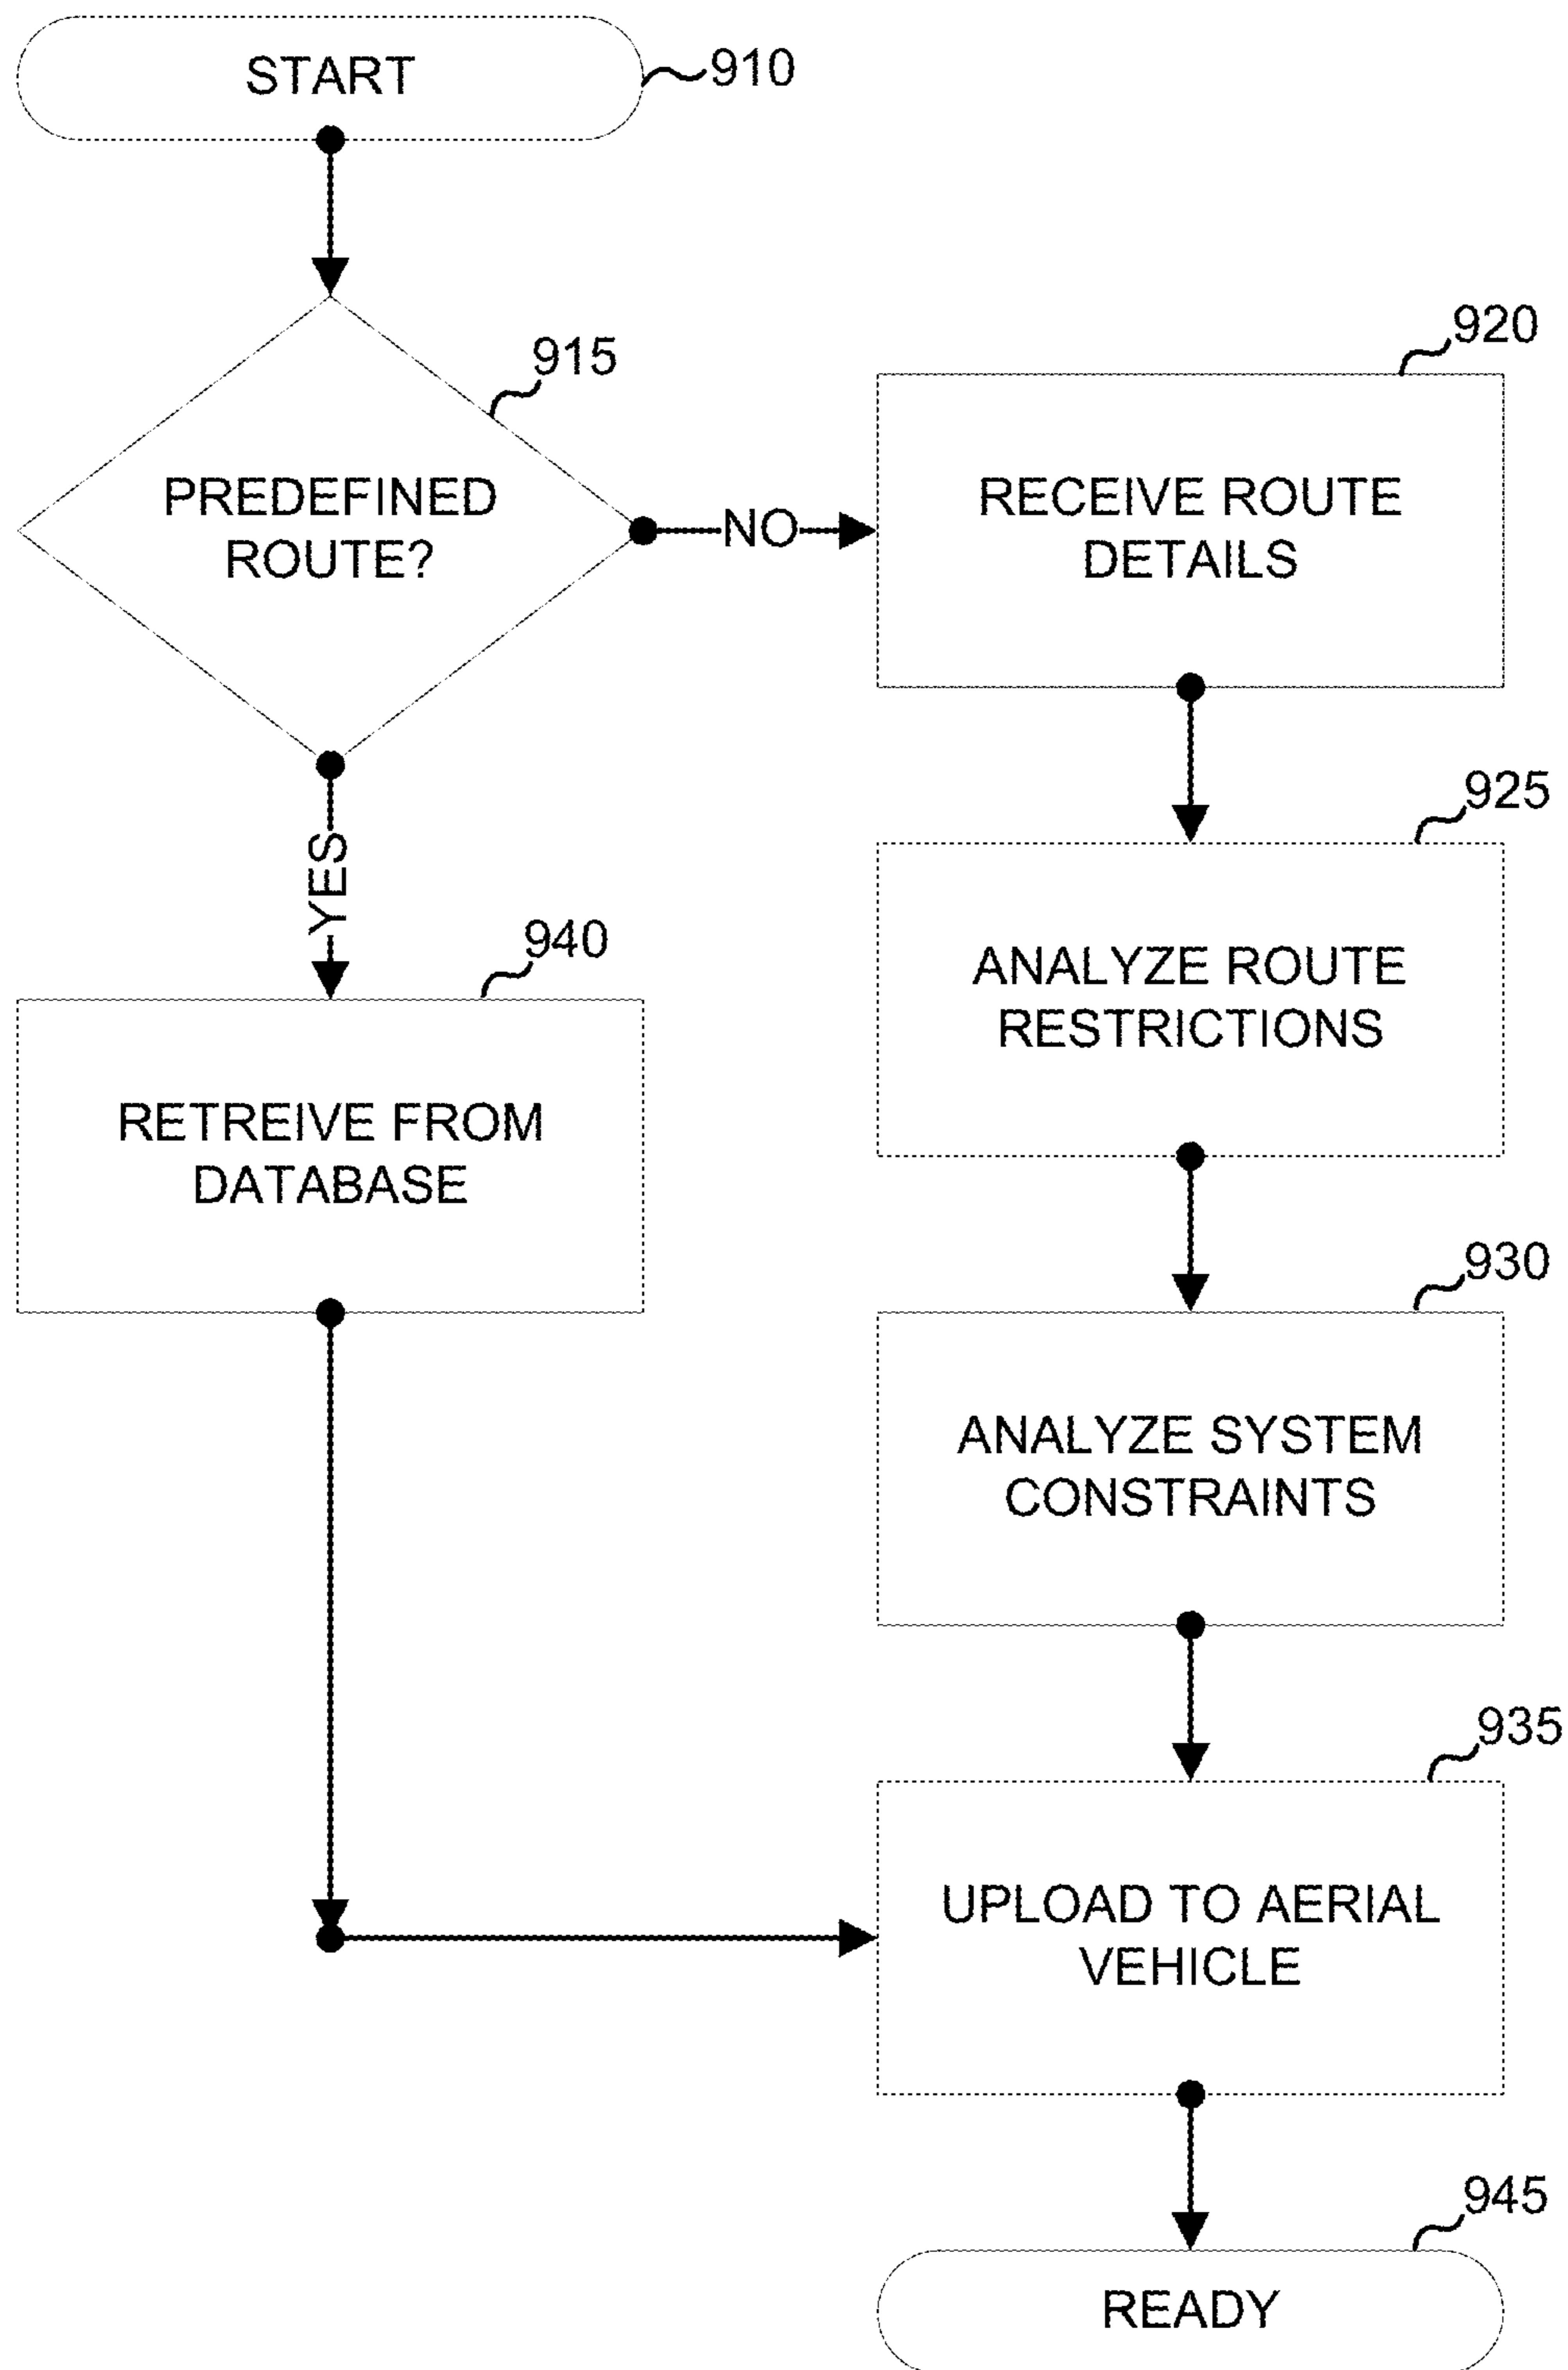 START
910
PREDEFINED
ROUTE?
915
NO
920
RECEIVE ROUTE
DETAILS
925
ANALYZE ROUTE
RESTRICTIONS
YES
940
RETREIVE FROM
DATABASE
930
ANALYZE SYSTEM
CONSTRAINTS
935
UPLOAD TO AERIAL
VEHICLE
945
READY